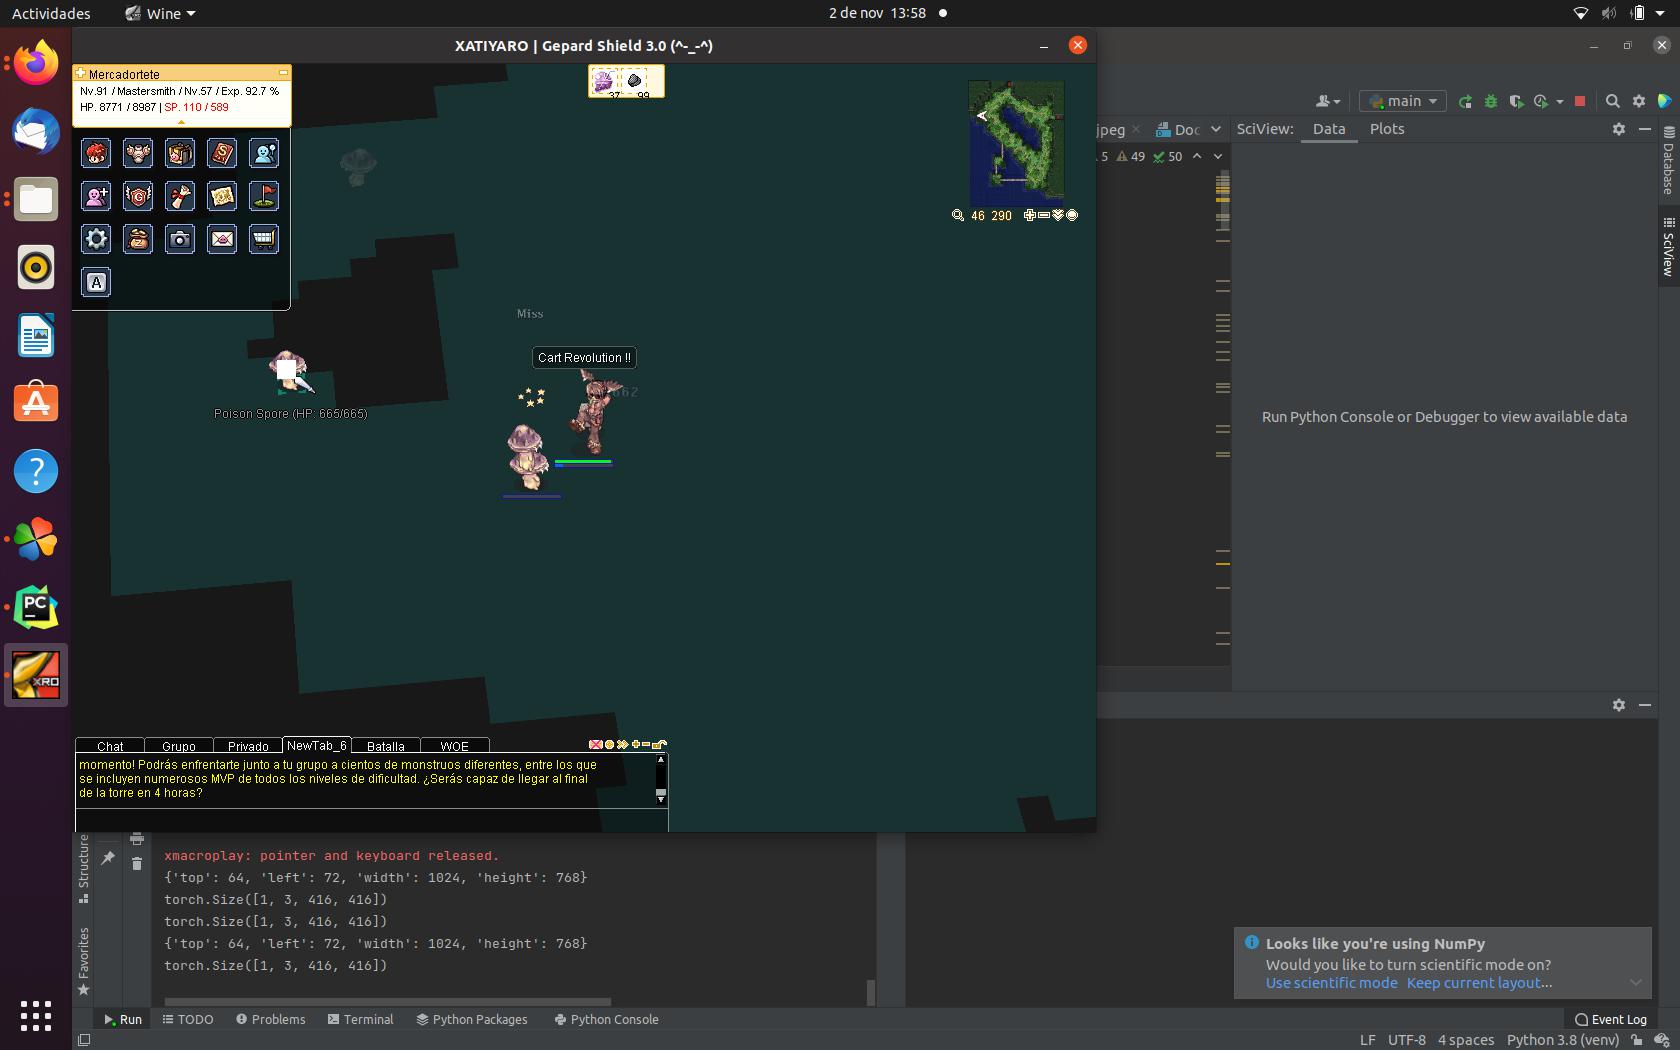 Actividades
Wine
2 de nov 13:58
XATIYARO | Gepard Shield 3.0 (^-_-^)
Mercadortete
Nv.91 / Mastersmith / Nv.57 / Exp. 92.7 %
HP. 8771 / 8987 | SP. 110 / 589
37 99
46 290
A
Miss
Cart Revolution !!
662
Poison Spore (HP: 665/665)
Chat Grupo Privado NewTab_6 Batalla WOE
momento! Podrás enfrentarte junto a tu grupo a cientos de monstruos diferentes, entre los que
se incluyen numerosos MVP de todos los niveles de dificultad. ¿Serás capaz de llegar al final
de la torre en 4 horas?
main
jpeg
Doc
SciView: Data Plots
5 49 50
Database
SciView
Run Python Console or Debugger to view available data
PC
XRO
Structure
Favorites
xmacroplay: pointer and keyboard released.
{'top': 64, 'left': 72, 'width': 1024, 'height': 768}
torch.Size([1, 3, 416, 416])
torch.Size([1, 3, 416, 416])
{'top': 64, 'left': 72, 'width': 1024, 'height': 768}
torch.Size([1, 3, 416, 416])
Looks like you're using NumPy
Would you like to turn scientific mode on?
Use scientific mode Keep current layout...
Run TODO Problems Terminal Python Packages Python Console
Event Log
LF UTF-8 4 spaces Python 3.8 (venv)